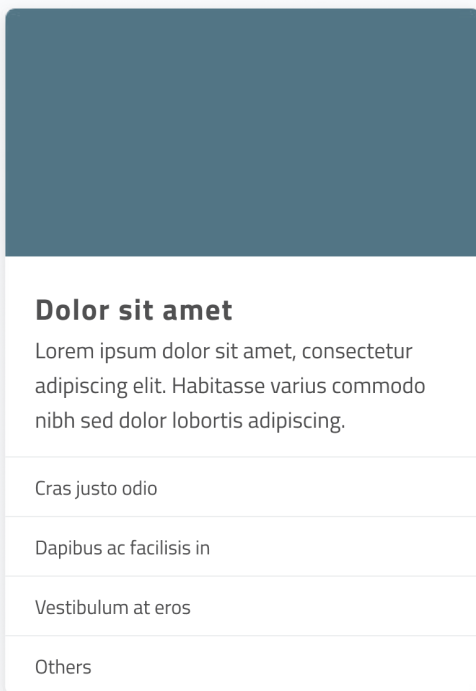 Dolor sit amet
Lorem ipsum dolor sit amet, consectetur
adipiscing elit. Habitasse varius commodo
nibh sed dolor lobortis adipiscing.
Cras justo odio
Dapibus ac facilisis in
Vestibulum at eros
Others